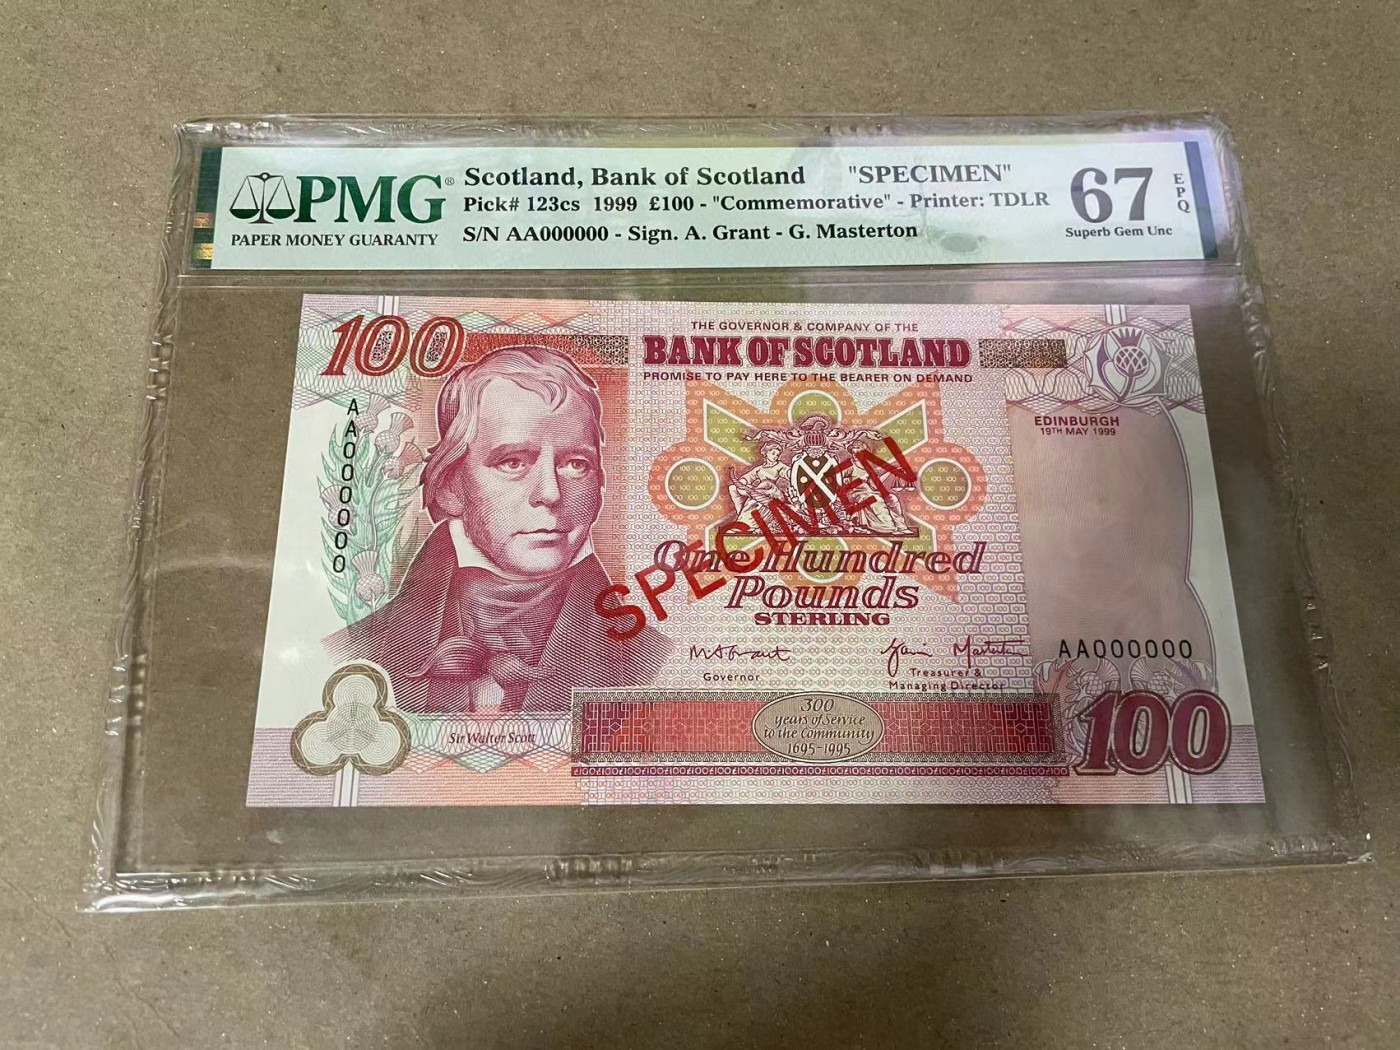 PMG®
PAPER MONEY GUARANTY
Scotland, Bank of Scotland "SPECIMEN"
Pick# 123cs 1999 £100 - "Commemorative" - Printer: TDLR
S/N AA000000 - Sign. A. Grant - G. Masterton
67
EPQ
Superb Gem Unc
100
THE GOVERNOR & COMPANY OF THE
BANK OF SCOTLAND
PROMISE TO PAY HERE TO THE BEARER ON DEMAND
AA000000
EDINBURGH
19TH MAY 1999
SPECIMEN
One Hundred
Pounds
STERLING
Governor
Treasurer &
Managing Director
AA000000
Sir Walter Scott
300
years of Service
to the Community
1695-1995
100